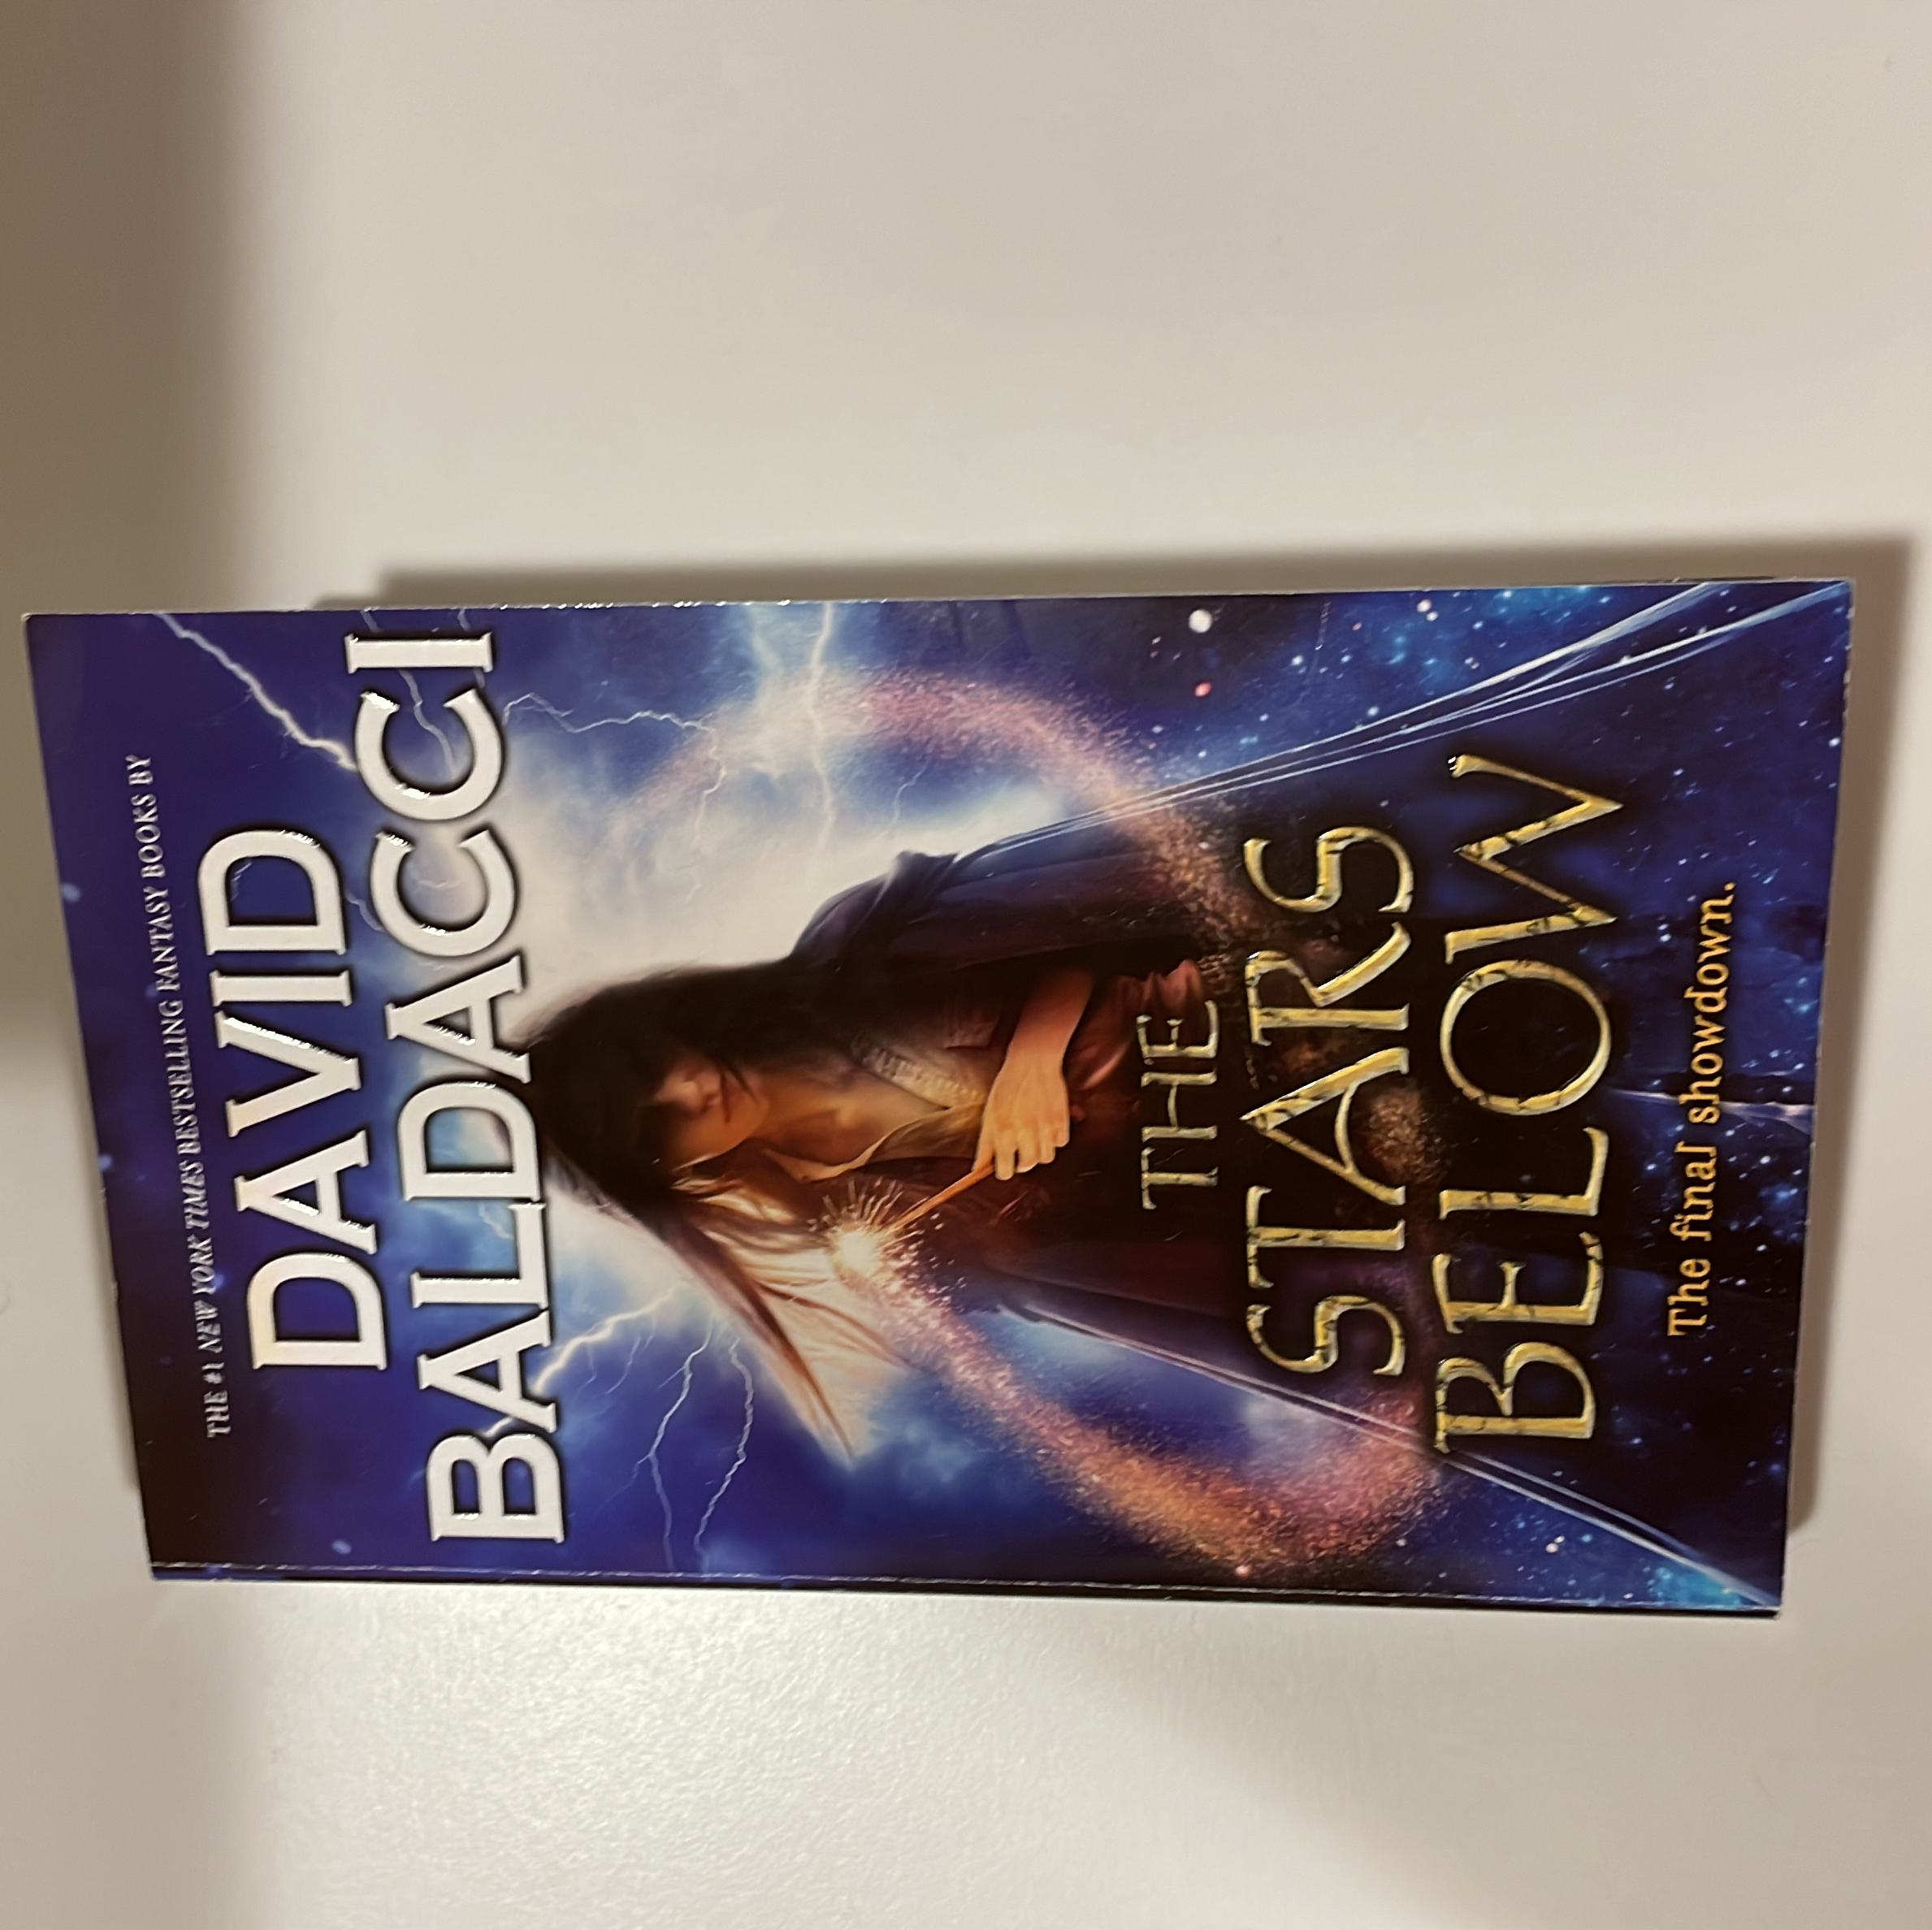 THE #1 NEW YORK TIMES BESTSELLING FANTASY BOOKS BY
DAVID
BALDACCI
THE
STARS
BELOW
The final showdown.